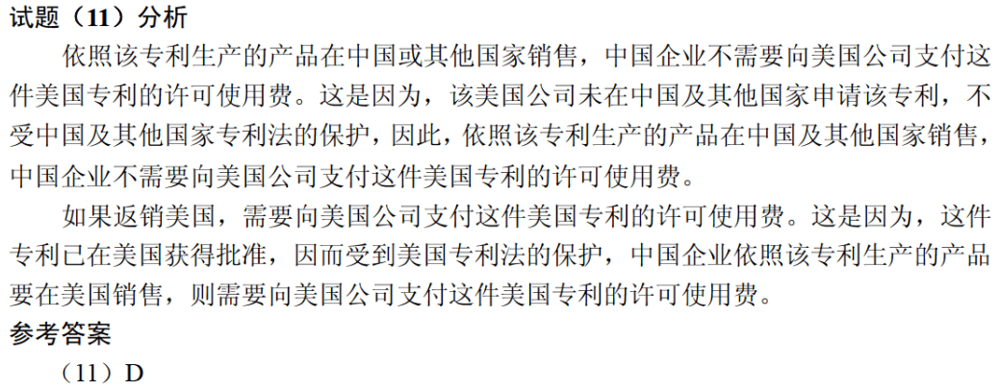 试题（11）分析
依照该专利生产的产品在中国或其他国家销售，中国企业不需要向美国公司支付这
件美国专利的许可使用费。这是因为，该美国公司未在中国及其他国家申请该专利，不
受中国及其他国家专利法的保护，因此，依照该专利生产的产品在中国及其他国家销售，
中国企业不需要向美国公司支付这件美国专利的许可使用费。
如果返销美国，需要向美国公司支付这件美国专利的许可使用费。这是因为，这件
专利已在美国获得批准，因而受到美国专利法的保护，中国企业依照该专利生产的产品
要在美国销售，则需要向美国公司支付这件美国专利的许可使用费。
参考答案
（11）D